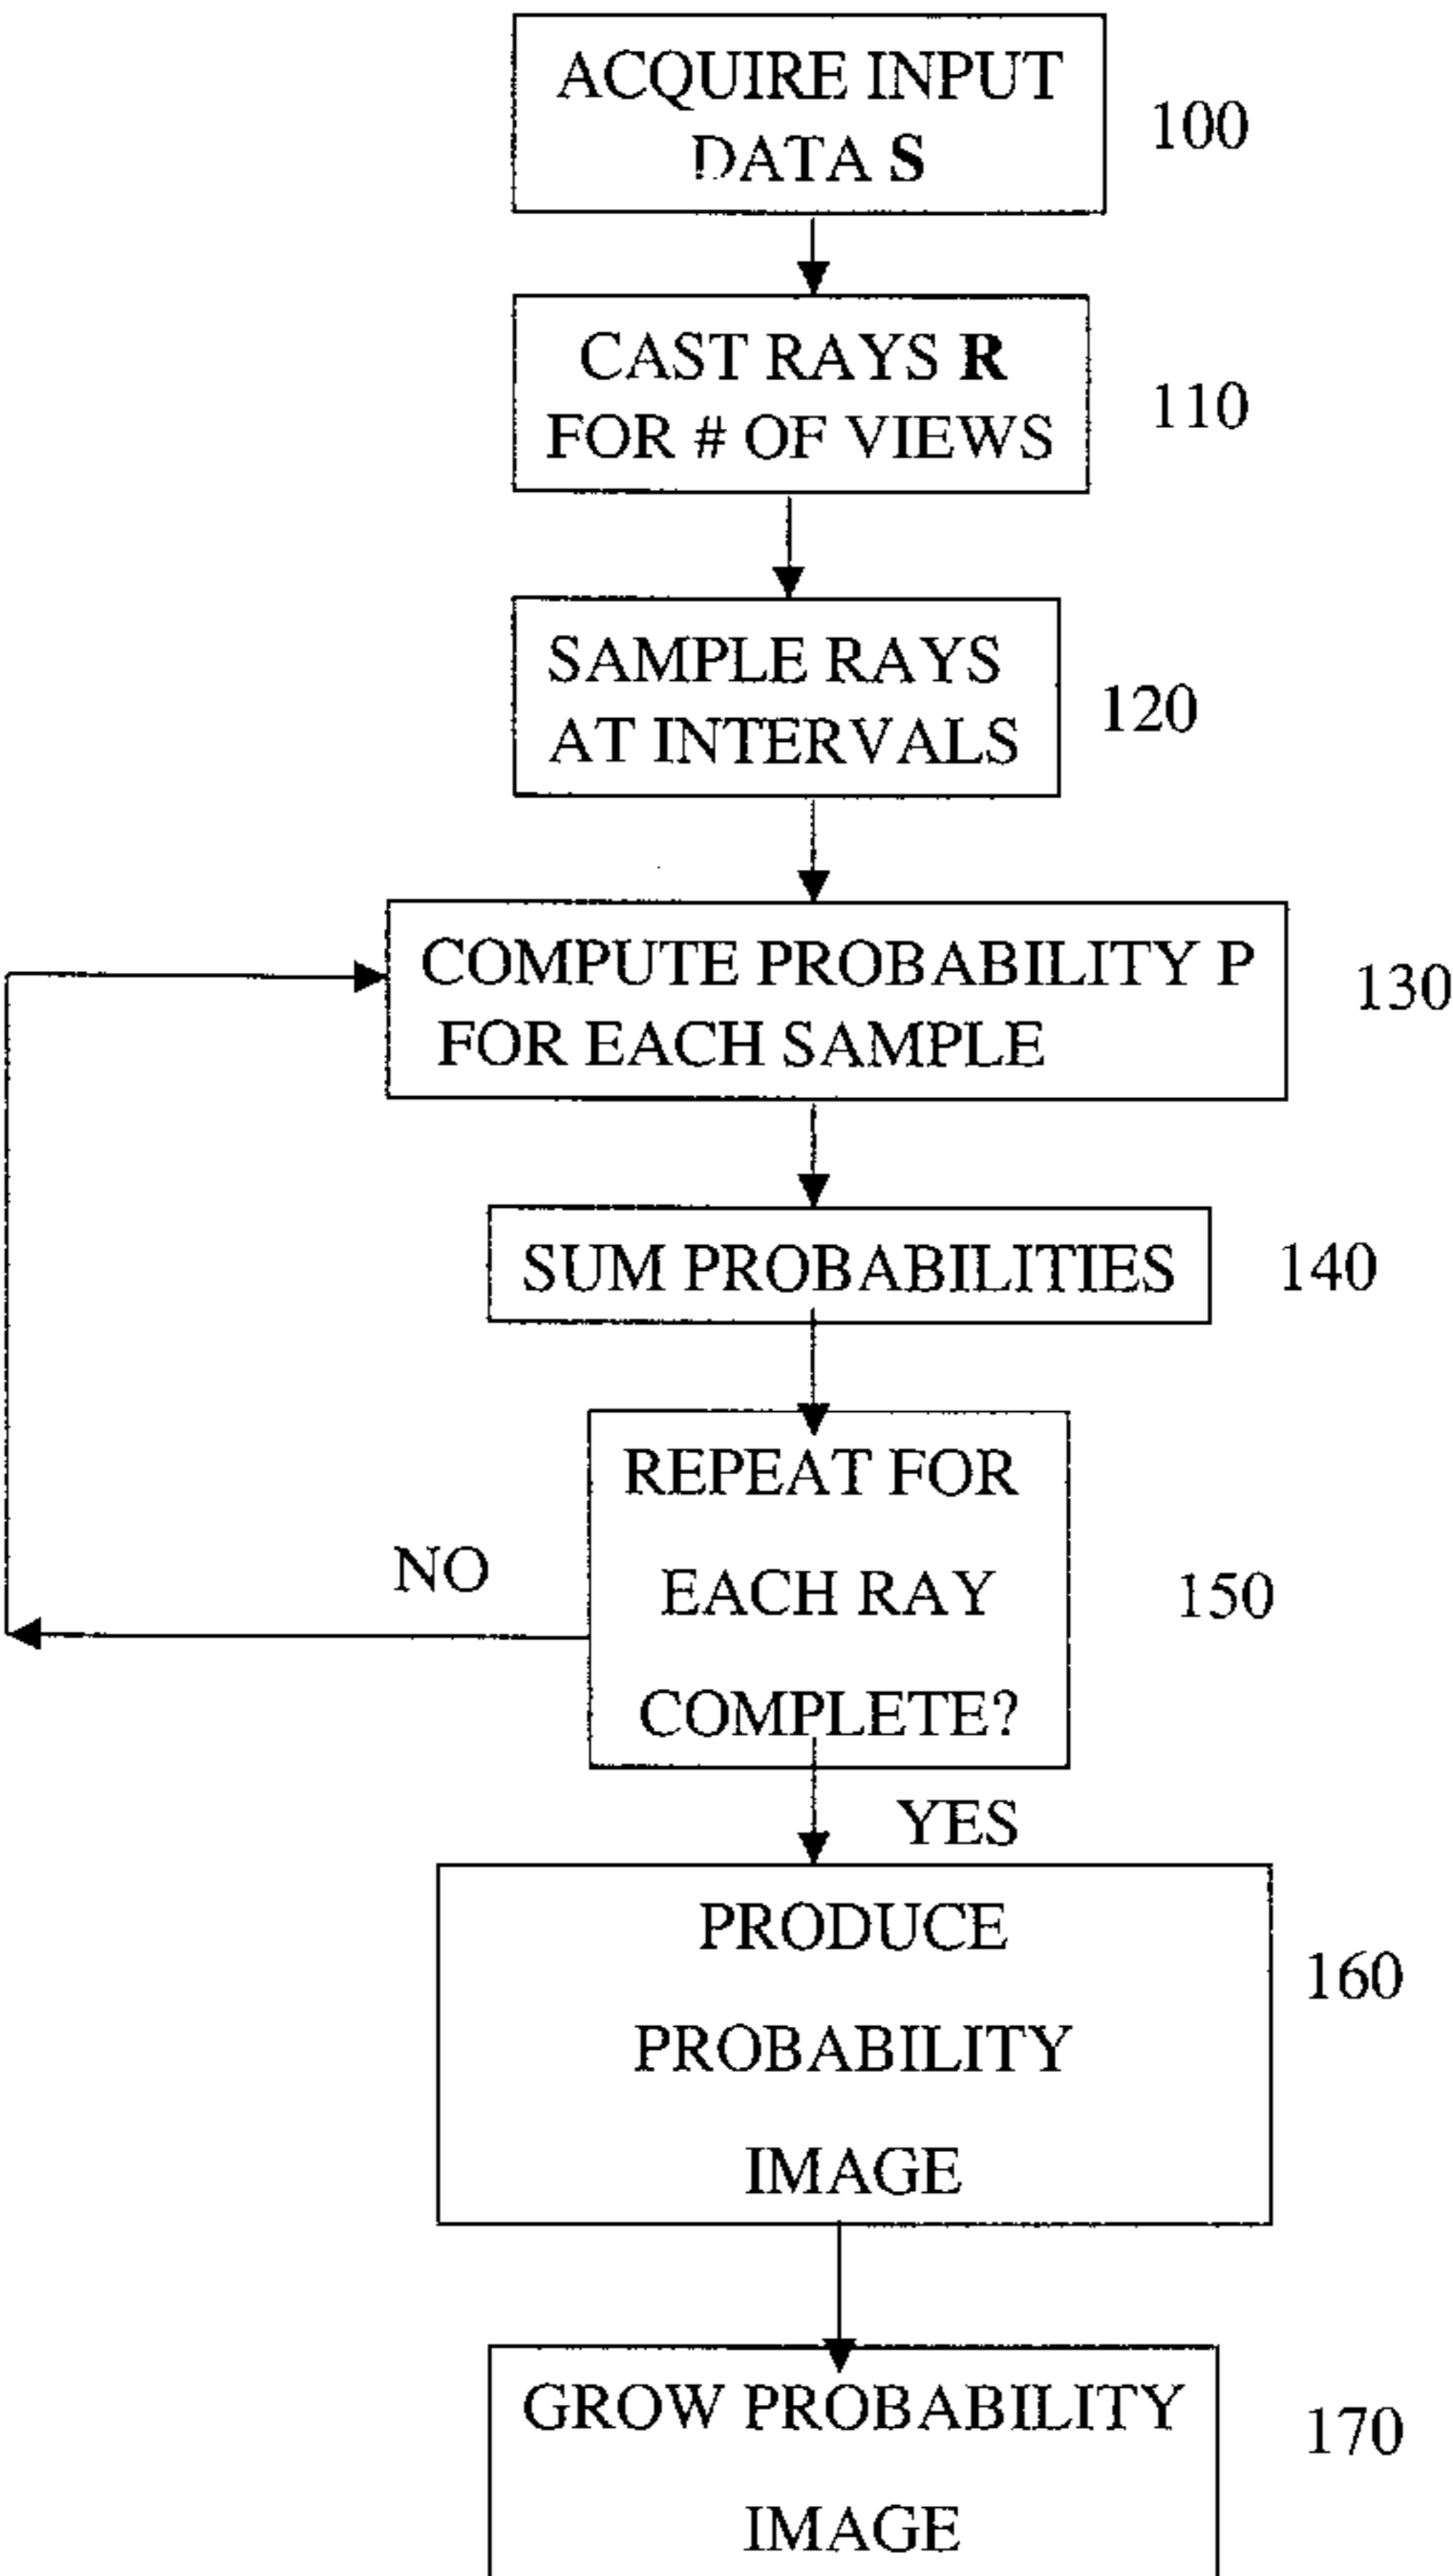 ACQUIRE INPUT
DATA S
100
CAST RAYS R
FOR # OF VIEWS
110
SAMPLE RAYS
AT INTERVALS
120
COMPUTE PROBABILITY P
FOR EACH SAMPLE
130
SUM PROBABILITIES
140
REPEAT FOR
EACH RAY
COMPLETE?
150
NO
YES
PRODUCE
PROBABILITY
IMAGE
160
GROW PROBABILITY
IMAGE
170